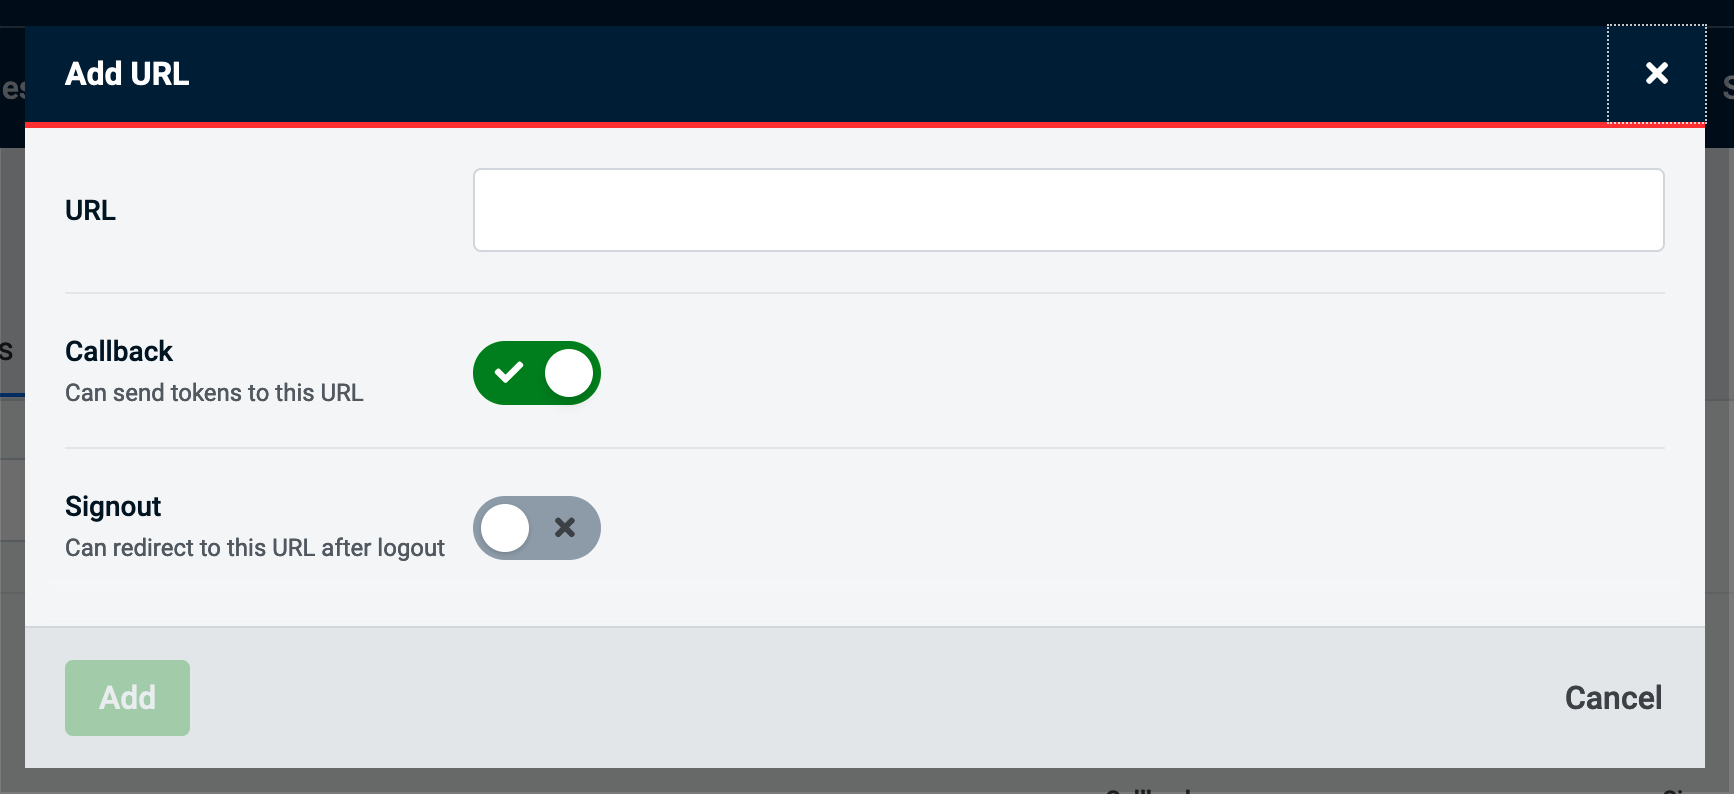 Add URL
URL
Callback
Can send tokens to this URL
Signout
Can redirect to this URL after logout
Add
Cancel